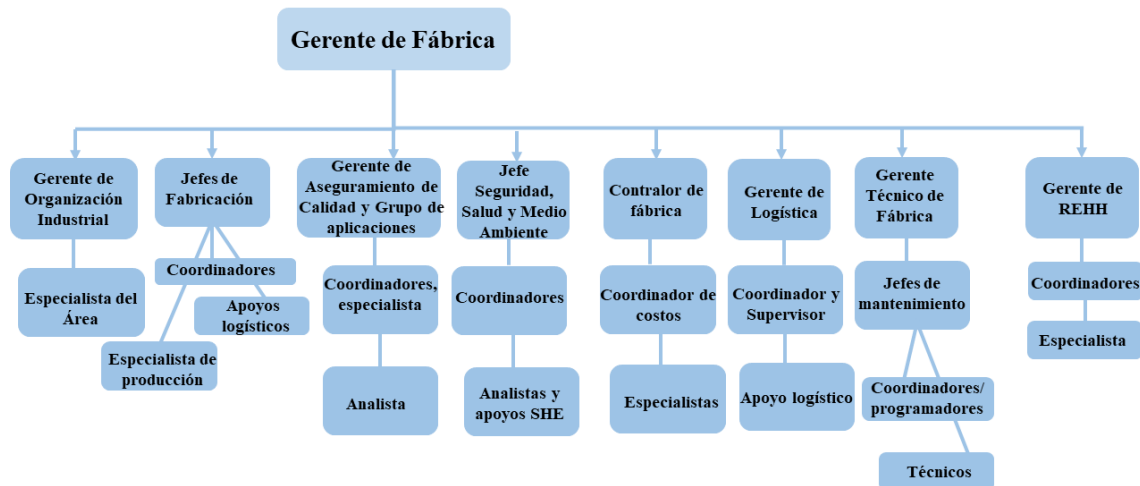 Gerente de Fábrica
Gerente de
Organización
Industrial
Jefes de
Fabricación
Gerente de
Aseguramiento de
Calidad y Grupo de
aplicaciones
Jefe
Seguridad,
Salud y Medio
Ambiente
Contralor de
fábrica
Gerente de
Logística
Gerente
Técnico de
Fábrica
Gerente de
REHH
Especialista del
Área
Coordinadores
Apoyos
logísticos
Especialista de
producción
Coordinadores,
especialista
Analista
Coordinadores
Analistas y
apoyos SHE
Coordinador de
costos
Especialistas
Coordinador y
Supervisor
Apoyo logístico
Jefes de
mantenimiento
Coordinadores/
programadores
Técnicos
Coordinadores
Especialista